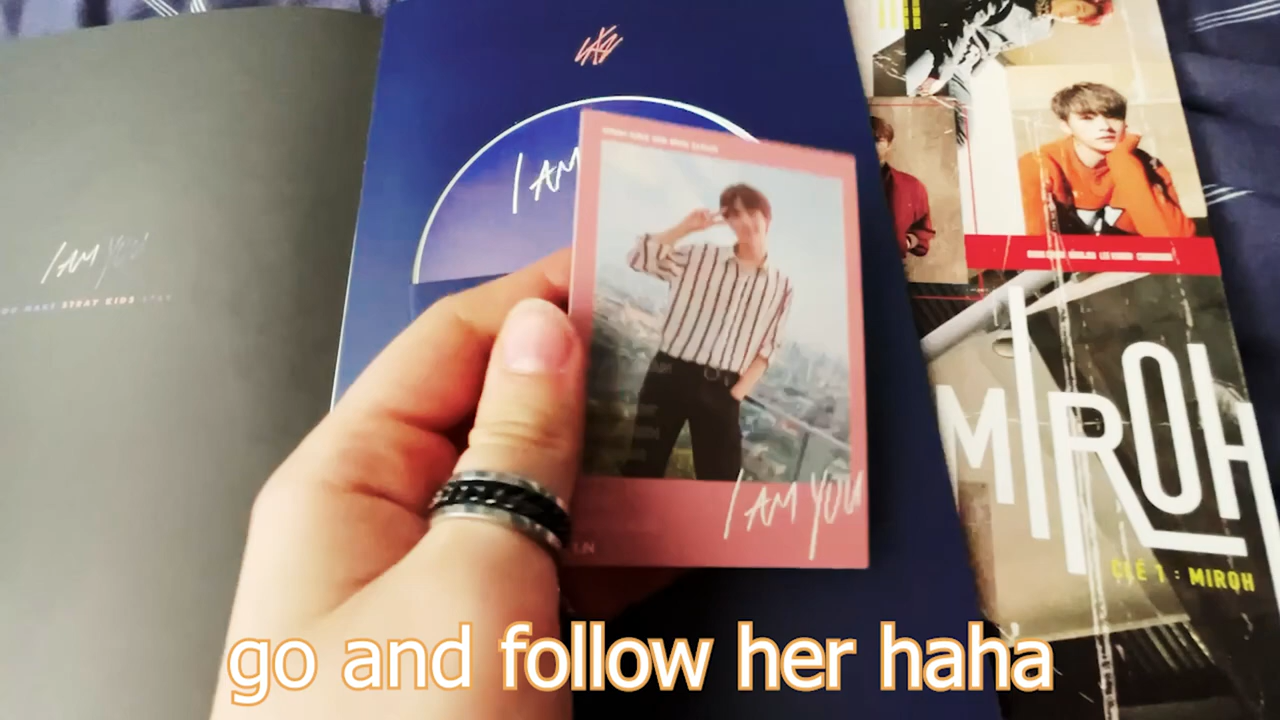 I AM YOU
YOU MAKE STRAY KIDS STAY
I AM
I AM YOU
MIROH
CLÉ 1 : MIROH
go and follow her haha